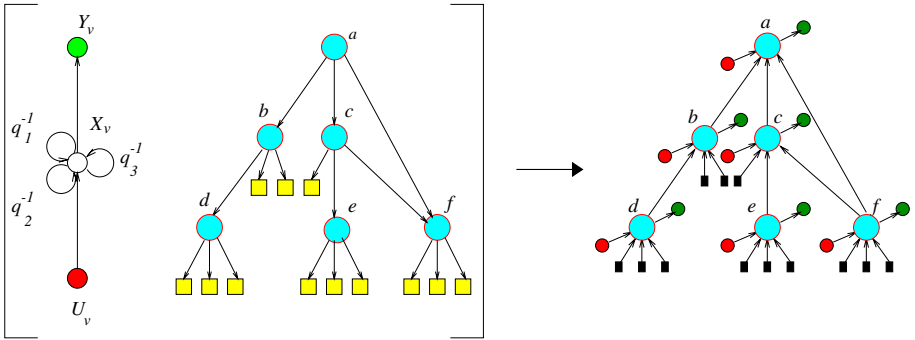 Y_v
X_v
q_1^{-1}
q_3^{-1}
q_2^{-1}
U_v
a
b
c
d
e
f
a
b
c
d
e
f